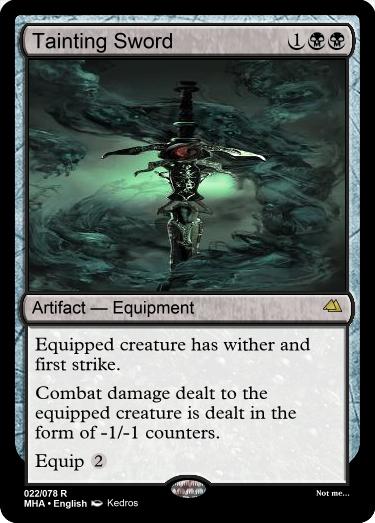 Tainting Sword 1
Artifact — Equipment
Equipped creature has wither and
first strike.
Combat damage dealt to the
equipped creature is dealt in the
form of -1/-1 counters.
Equip 2
022/078 R
MHA • English Kedros
Not me...